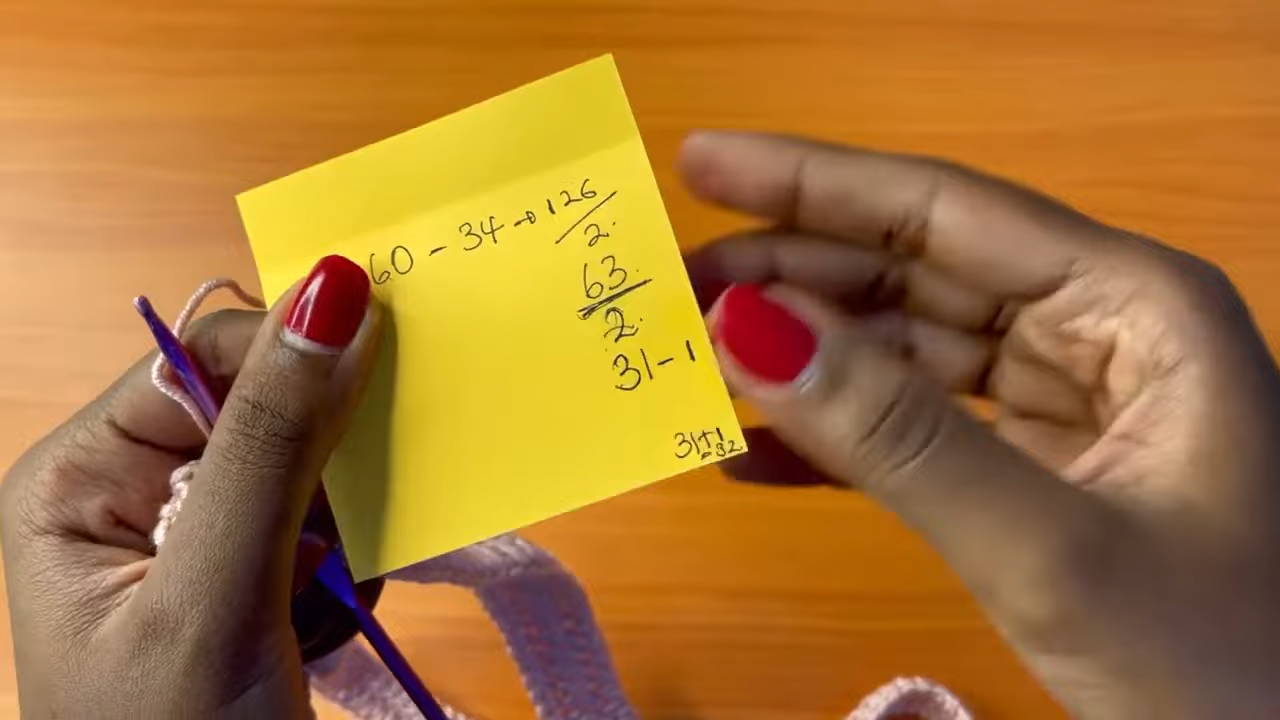 60 - 34 → 126
2.
63.
2.
31 - 1
31+1
= 32